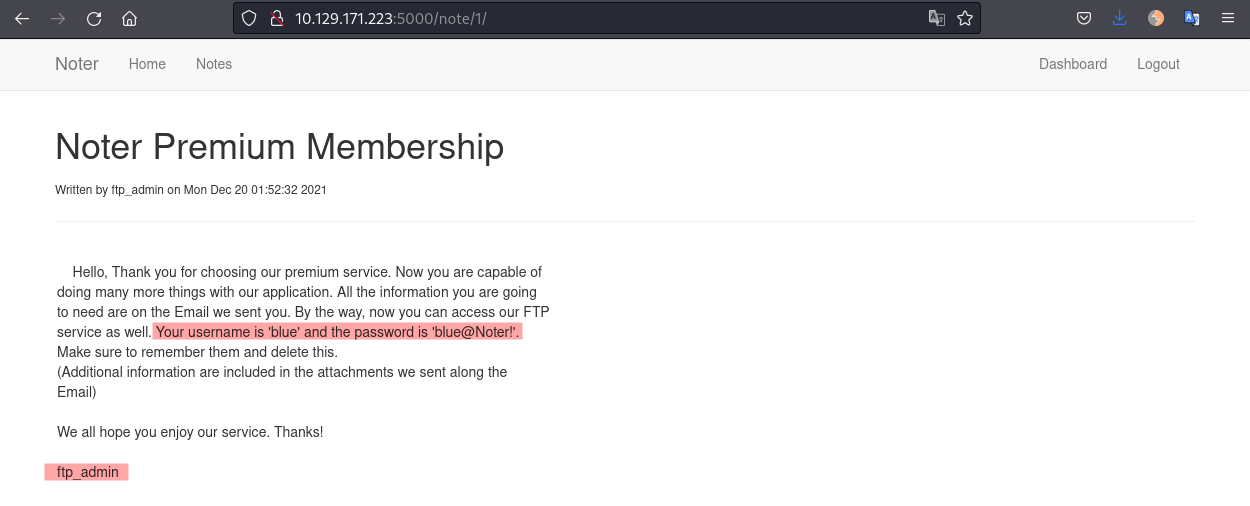 10.129.171.223:5000/note/1/
Noter Home Notes Dashboard Logout
Noter Premium Membership
Written by ftp_admin on Mon Dec 20 01:52:32 2021
Hello, Thank you for choosing our premium service. Now you are capable of
doing many more things with our application. All the information you are going
to need are on the Email we sent you. By the way, now you can access our FTP
service as well. Your username is 'blue' and the password is 'blue@Noter!'.
Make sure to remember them and delete this.
(Additional information are included in the attachments we sent along the
Email)
We all hope you enjoy our service. Thanks!
ftp_admin